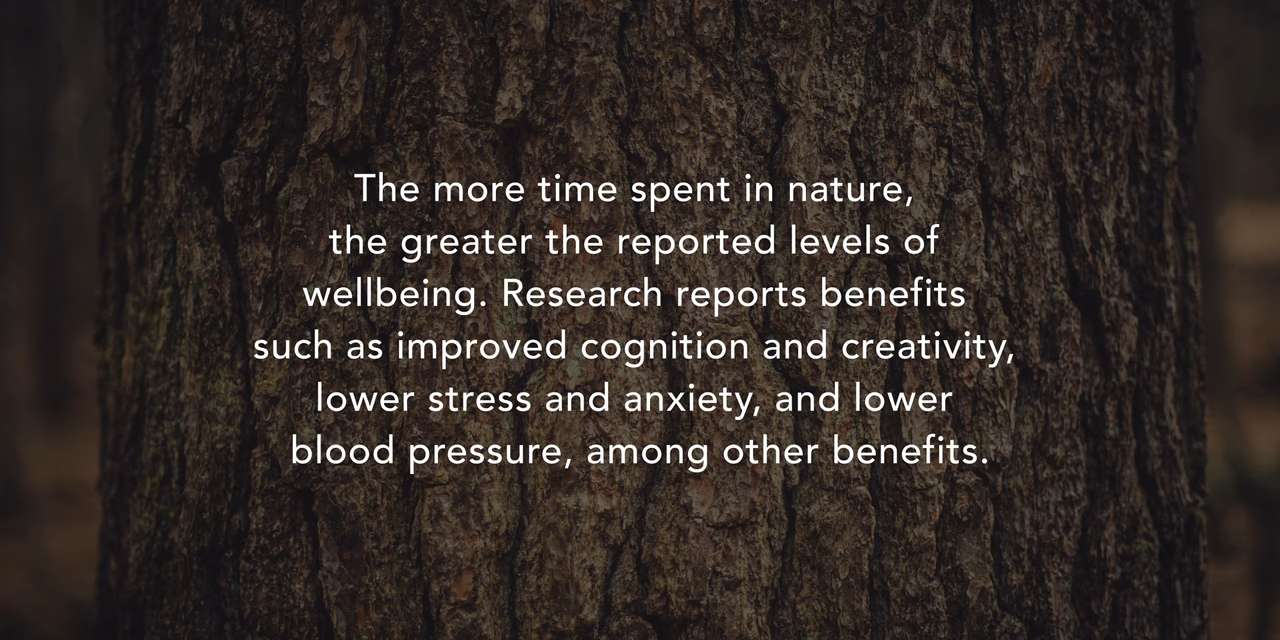 The more time spent in nature,
the greater the reported levels of
wellbeing. Research reports benefits
such as improved cognition and creativity,
lower stress and anxiety, and lower
blood pressure, among other benefits.